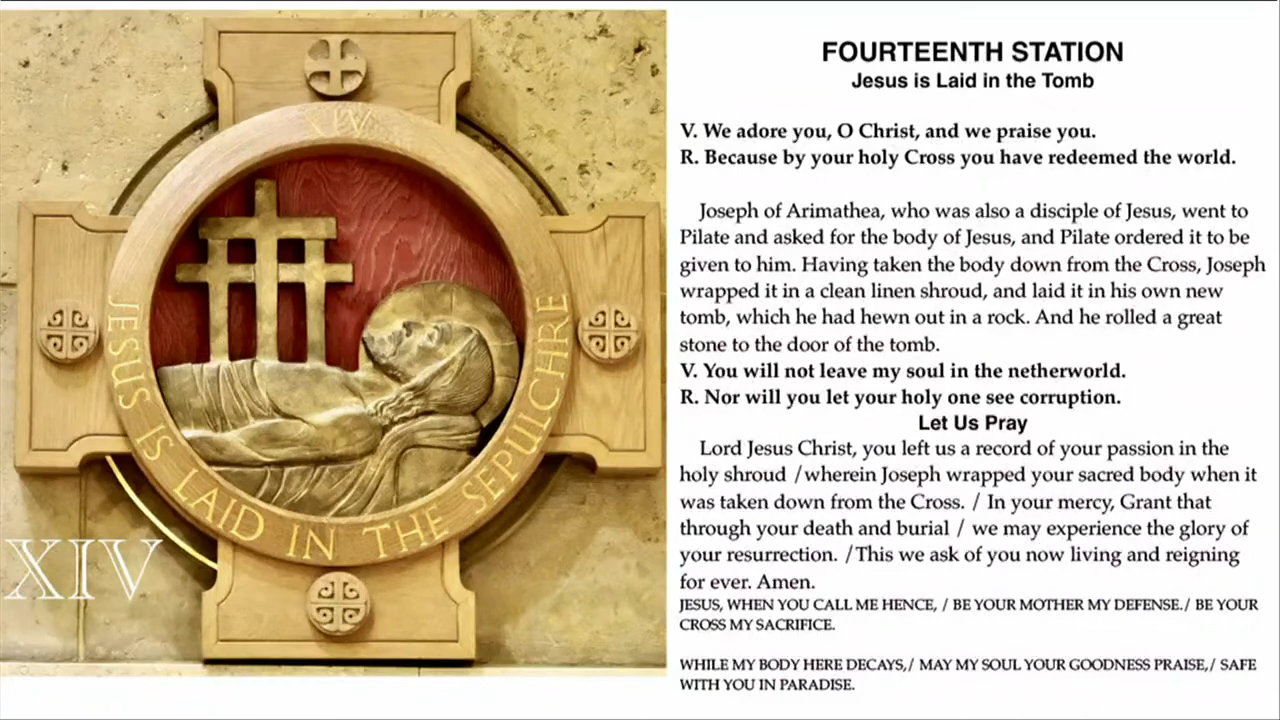 XIV
JESUS IS LAID IN THE SEPULCHRE
XIV
FOURTEENTH STATION
Jesus is Laid in the Tomb
V. We adore you, O Christ, and we praise you.
R. Because by your holy Cross you have redeemed the world.
Joseph of Arimathea, who was also a disciple of Jesus, went to
Pilate and asked for the body of Jesus, and Pilate ordered it to be
given to him. Having taken the body down from the Cross, Joseph
wrapped it in a clean linen shroud, and laid it in his own new
tomb, which he had hewn out in a rock. And he rolled a great
stone to the door of the tomb.
V. You will not leave my soul in the netherworld.
R. Nor will you let your holy one see corruption.
Let Us Pray
Lord Jesus Christ, you left us a record of your passion in the
holy shroud /wherein Joseph wrapped your sacred body when it
was taken down from the Cross. / In your mercy, Grant that
through your death and burial / we may experience the glory of
your resurrection. /This we ask of you now living and reigning
for ever. Amen.
JESUS, WHEN YOU CALL ME HENCE, / BE YOUR MOTHER MY DEFENSE./ BE YOUR
CROSS MY SACRIFICE.
WHILE MY BODY HERE DECAYS,/ MAY MY SOUL YOUR GOODNESS PRAISE,/ SAFE
WITH YOU IN PARADISE.